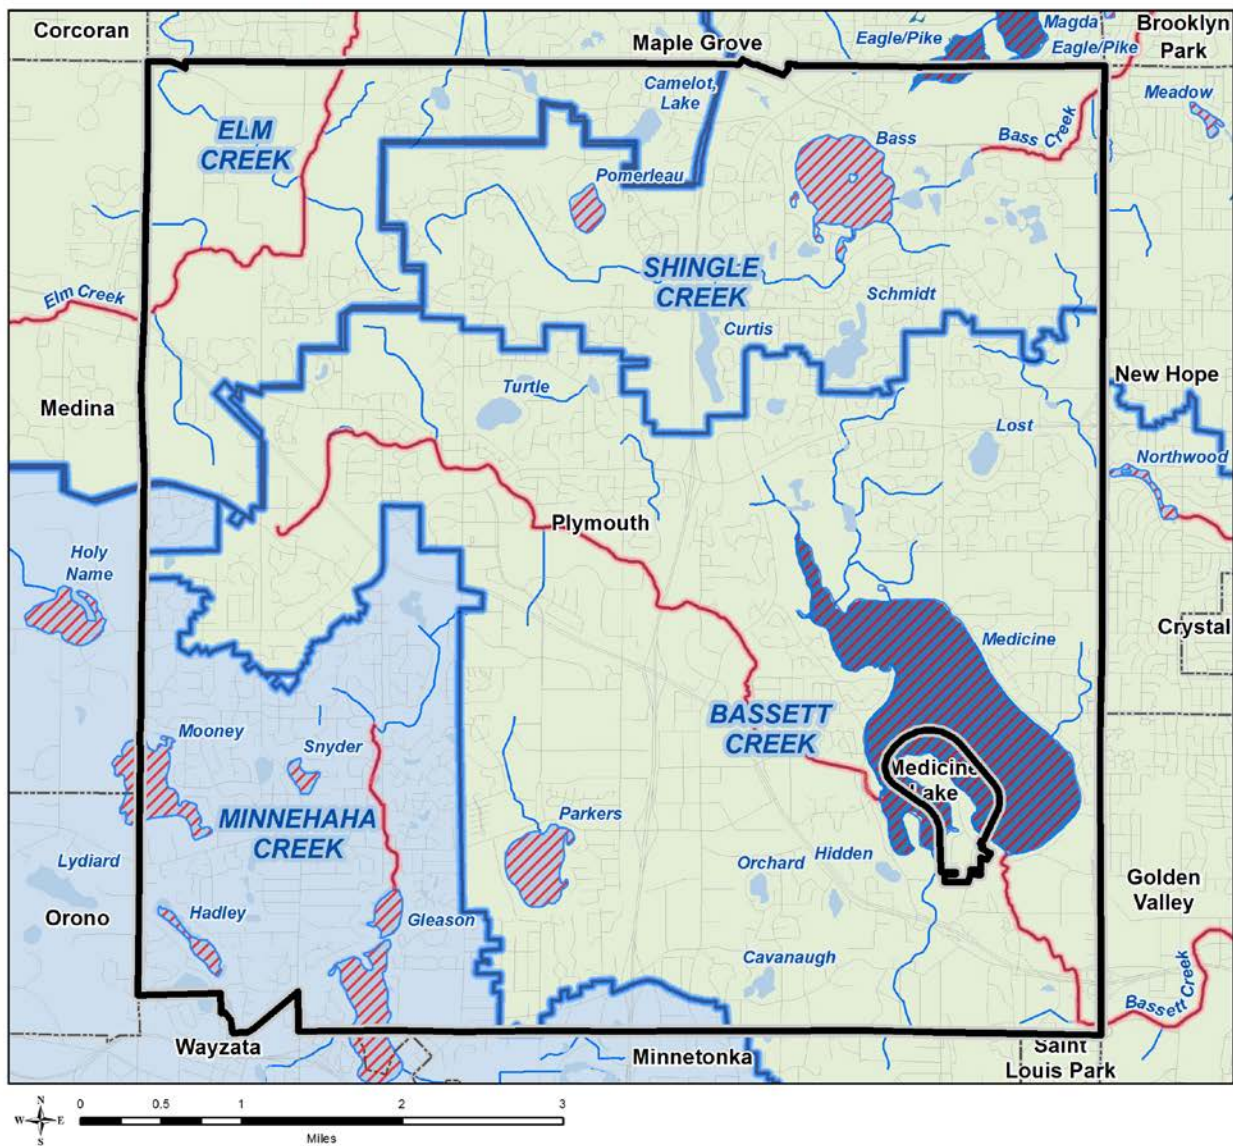 Corcoran
Maple Grove
Eagle/Pike
Magda
Eagle/Pike
Brooklyn
Park
Meadow
Camelot,
Lake
ELM
CREEK
Bass
Bass Creek
Pomerleau
SHINGLE
CREEK
Elm Creek
Schmidt
Curtis
Medina
Turtle
New Hope
Lost
Northwood
Plymouth
Holy
Name
Crystal
Medicine
BASSETT
CREEK
Mooney
Snyder
Medicine
Lake
MINNEHAHA
CREEK
Parkers
Lydiard
Orchard
Hidden
Golden
Valley
Orono
Hadley
Gleason
Cavanaugh
Bassett Creek
Wayzata
Minnetonka
Saint
Louis Park
N
W
E
S
0 0.5 1 2 3
Miles